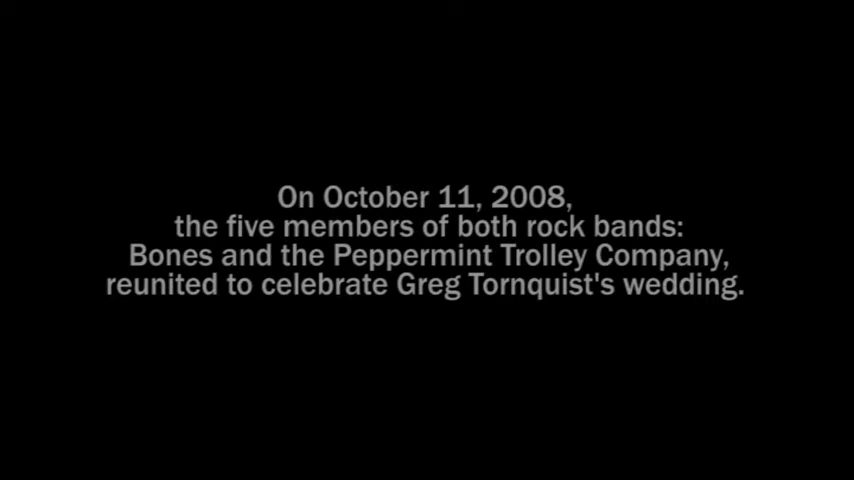 On October 11, 2008,
the five members of both rock bands:
Bones and the Peppermint Trolley Company,
reunited to celebrate Greg Tornquist's wedding.